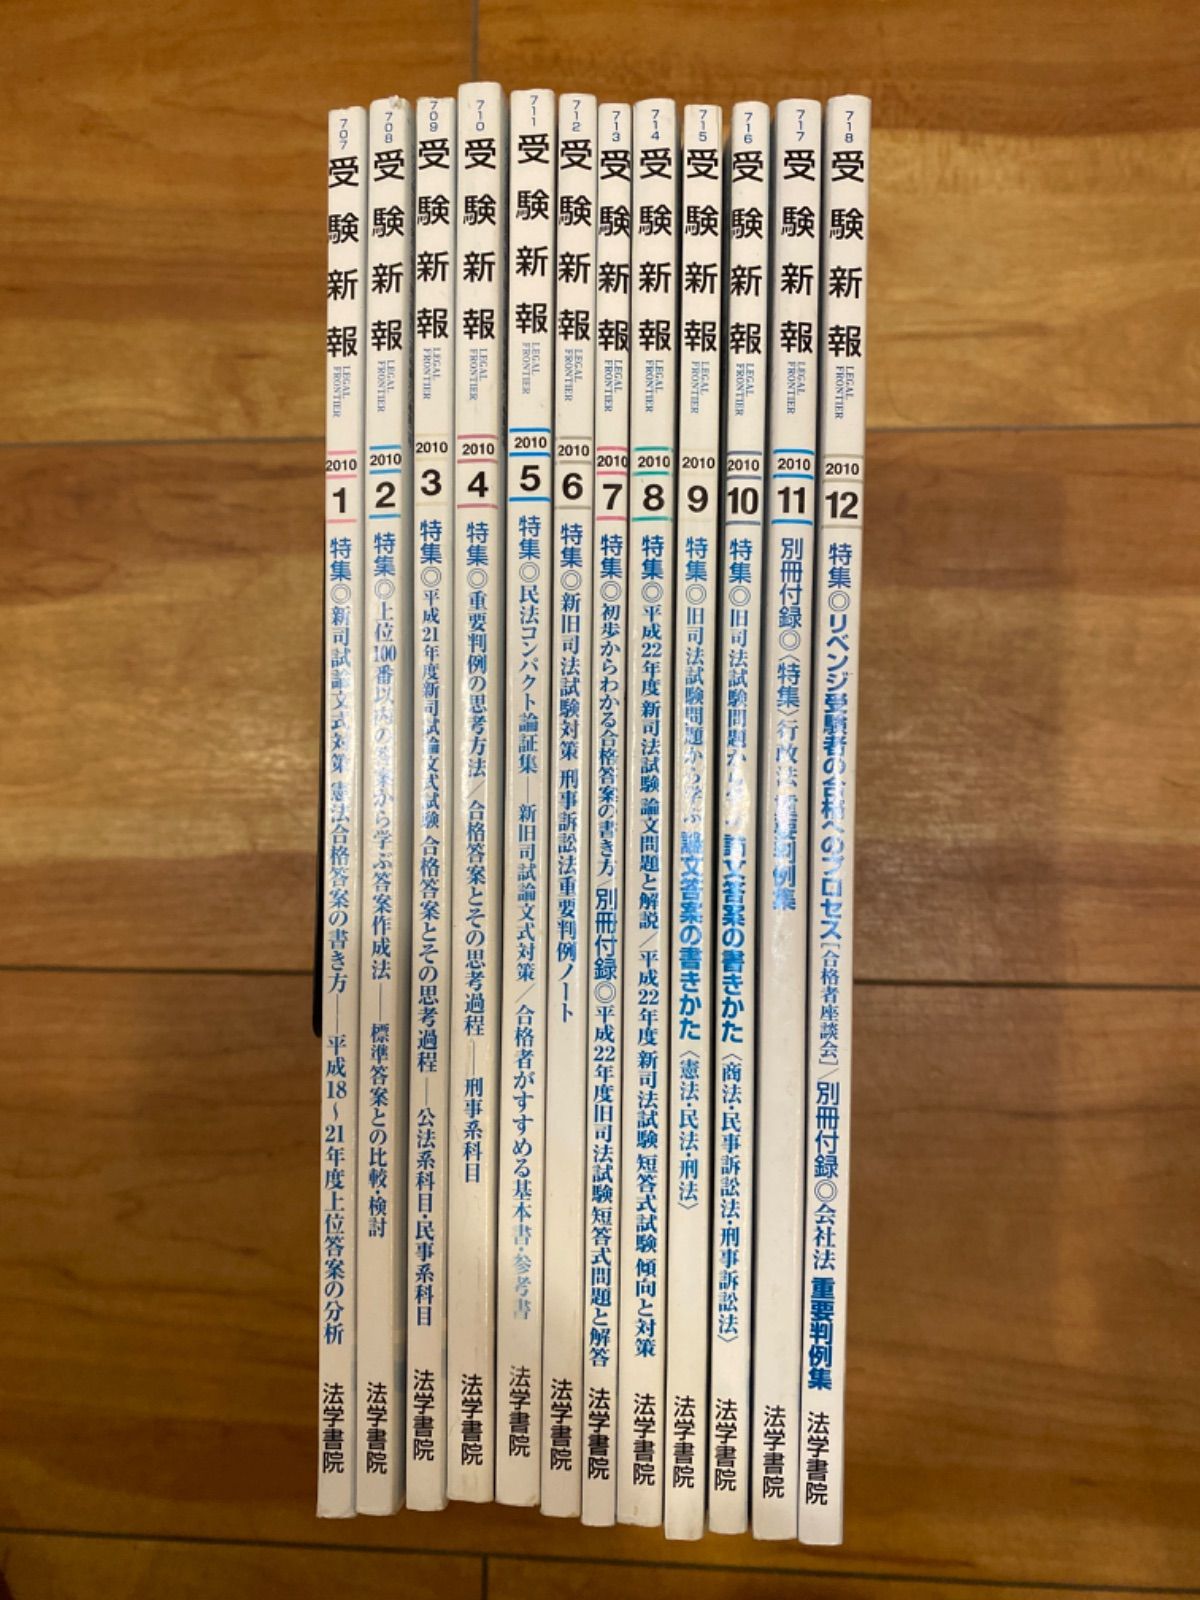 707
受験新報
LEGAL
FRONTIER
2010
1
特集◎新司試論文式対策 憲法合格答案の書き方――平成18~21年度上位答案の分析
法学書院
708
受験新報
LEGAL
FRONTIER
2010
2
特集◎上位100番以内の答案から学ぶ答案作成法――標準答案との比較・検討
法学書院
709
受験新報
LEGAL
FRONTIER
2010
3
特集◎平成21年度新司試論文式試験 合格答案とその思考過程――公法系科目・民事系科目
法学書院
710
受験新報
LEGAL
FRONTIER
2010
4
特集◎重要判例の思考方法/合格答案とその思考過程――刑事系科目
法学書院
711
受験新報
LEGAL
FRONTIER
2010
5
特集◎民法コンパクト論証集――新旧司試論文式対策/合格者がすすめる基本書・参考書
法学書院
712
受験新報
LEGAL
FRONTIER
2010
6
特集◎新旧司法試験対策 刑事訴訟法重要判例ノート
法学書院
713
受験新報
LEGAL
FRONTIER
2010
7
特集◎初歩からわかる合格答案の書き方/別冊付録◎平成22年度旧司法試験 短答式問題と解答
法学書院
714
受験新報
LEGAL
FRONTIER
2010
8
特集◎平成22年度 新司法試験 論文問題と解説/平成22年度 新司法試験 短答式試験 傾向と対策
法学書院
715
受験新報
LEGAL
FRONTIER
2010
9
特集◎旧司法試験問題から学ぶ 論文答案の書きかた〈憲法・民法・刑法〉
法学書院
716
受験新報
LEGAL
FRONTIER
2010
10
特集◎旧司法試験問題から学ぶ 論文答案の書きかた〈商法・民事訴訟法・刑事訴訟法〉
法学書院
717
受験新報
LEGAL
FRONTIER
2010
11
別冊付録◎〈特集〉行政法 重要判例集
法学書院
718
受験新報
LEGAL
FRONTIER
2010
12
特集◎リベンジ受験者の合格へのプロセス[合格者座談会]/別冊付録◎会社法 重要判例集
法学書院